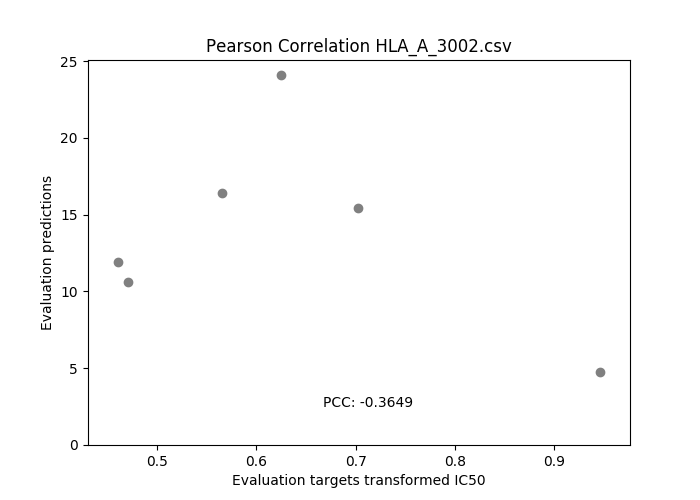 Pearson Correlation HLA_A_3002.csv
25
20
15
10
5
0
Evaluation predictions
PCC: -0.3649
0.5 0.6 0.7 0.8 0.9
Evaluation targets transformed IC50